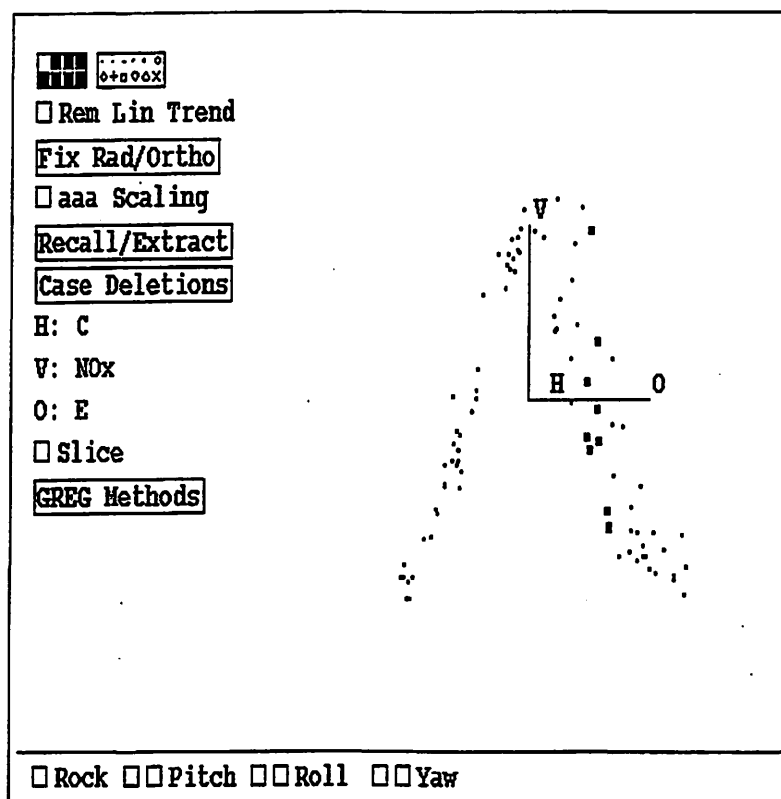 Rem Lin Trend
Fix Rad/Ortho
aaa Scaling
Recall/Extract
Case Deletions
H: C
V: NOx
O: E
Slice
GREG Methods
V
H O
Rock Pitch Roll Yaw